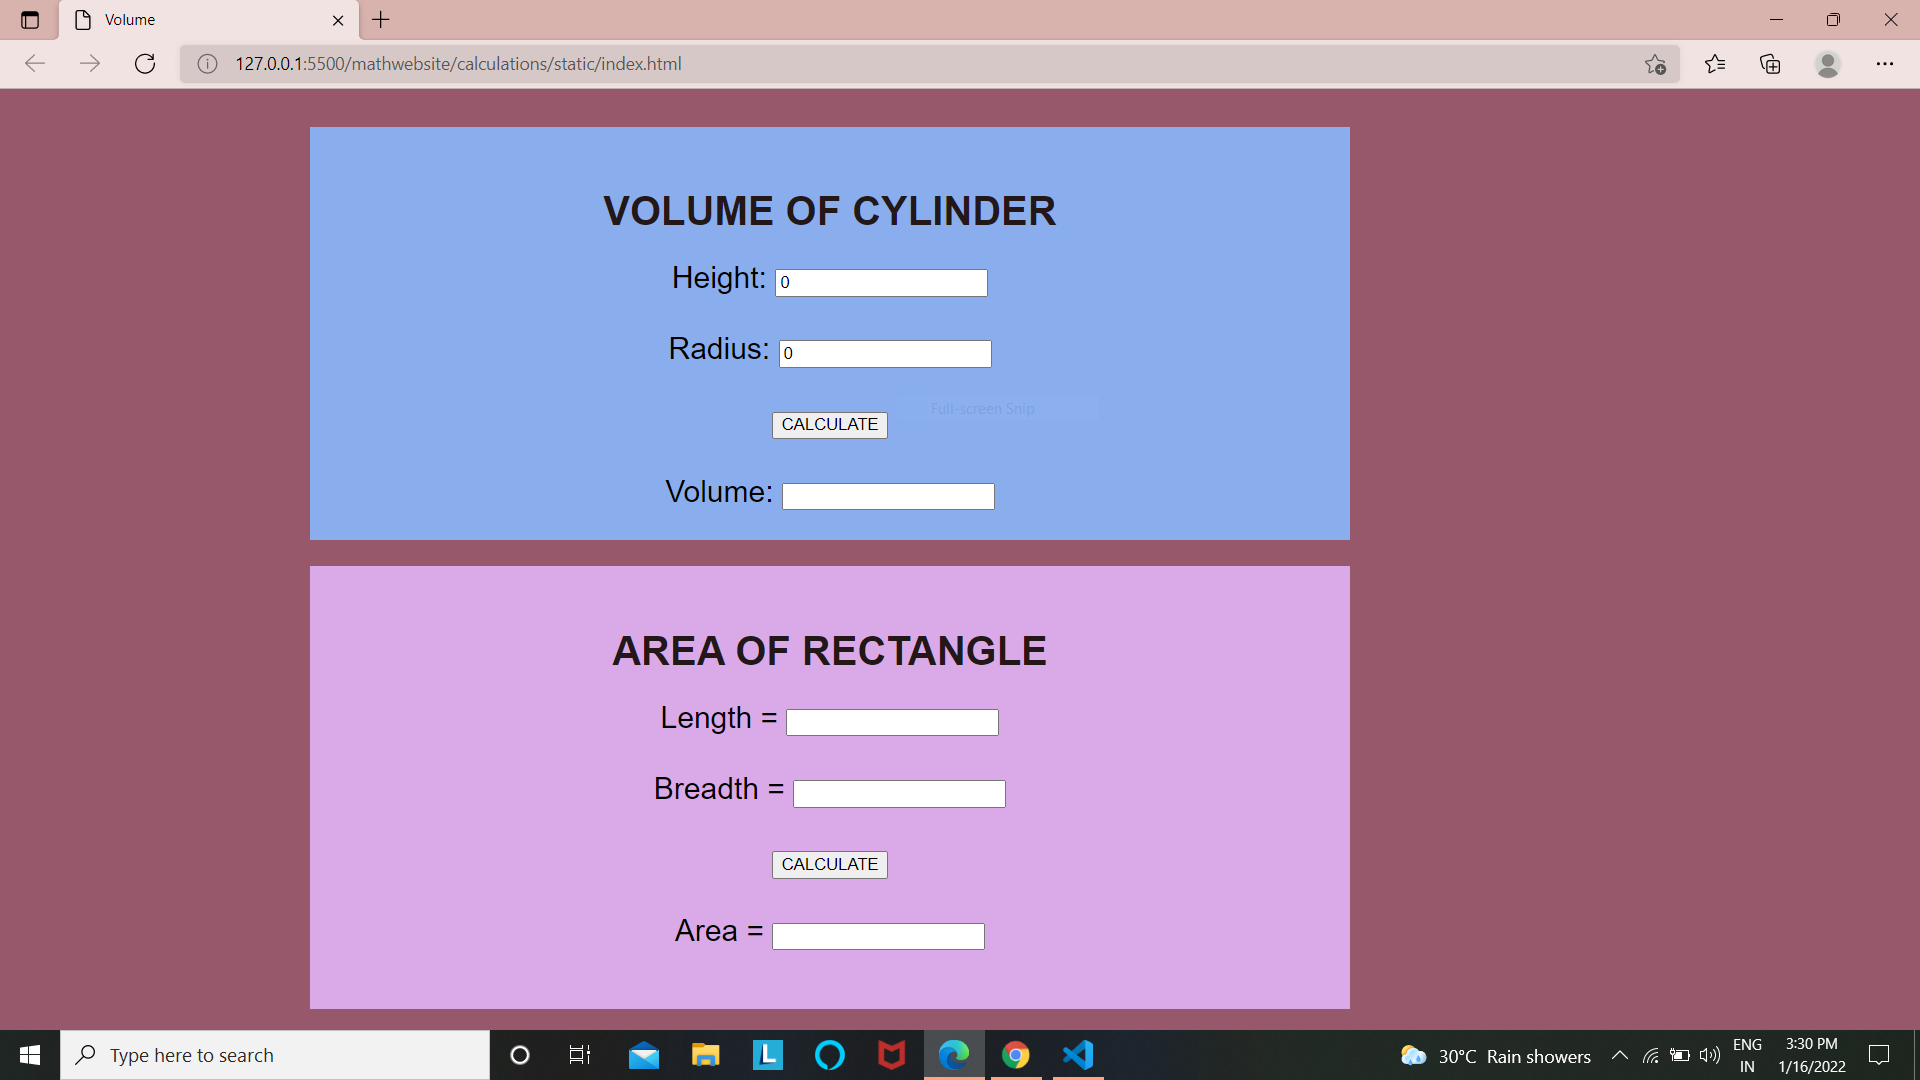 Volume
127.0.0.1:5500/mathwebsite/calculations/static/index.html
VOLUME OF CYLINDER
Height: 0
Radius: 0
Full-screen Snip
CALCULATE
Volume:
AREA OF RECTANGLE
Length =
Breadth =
CALCULATE
Area =
Type here to search
L
30°C Rain showers
ENG
IN
3:30 PM
1/16/2022